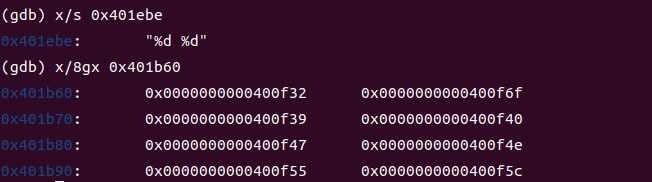 (gdb) x/s 0x401ebe
0x401ebe: "%d %d"
(gdb) x/8gx 0x401b60
0x401b60: 0x0000000000400f32 0x0000000000400f6f
0x401b70: 0x0000000000400f39 0x0000000000400f40
0x401b80: 0x0000000000400f47 0x0000000000400f4e
0x401b90: 0x0000000000400f55 0x0000000000400f5c